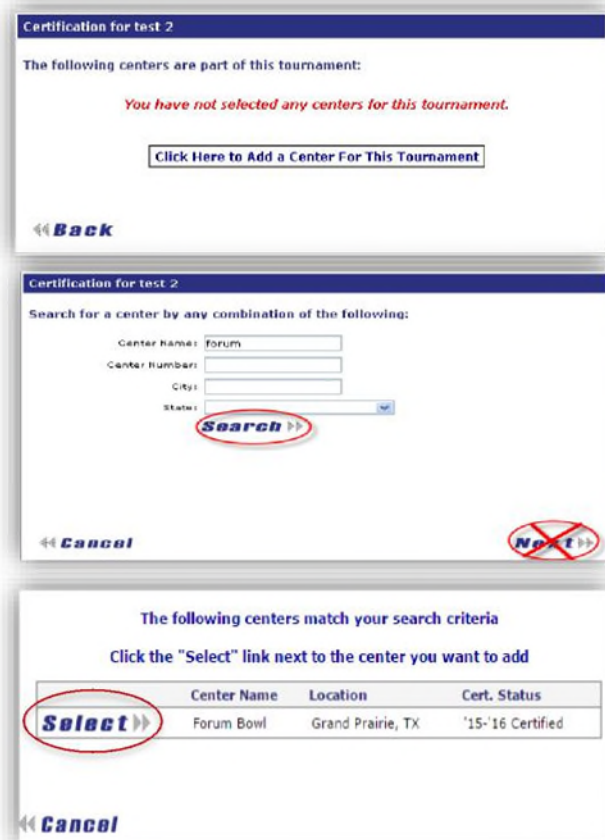 Certification for test 2
The following centers are part of this tournament:
You have not selected any centers for this tournament.
Click Here to Add a Center For This Tournament
Back
Certification for test 2
Search for a center by any combination of the following:
Center Name: forum
Center Number:
City:
State:
Search
Cancel Next
The following centers match your search criteria
Click the "Select" link next to the center you want to add
Center Name Location Cert. Status
Select Forum Bowl Grand Prairie, TX '15-'16 Certified
Cancel